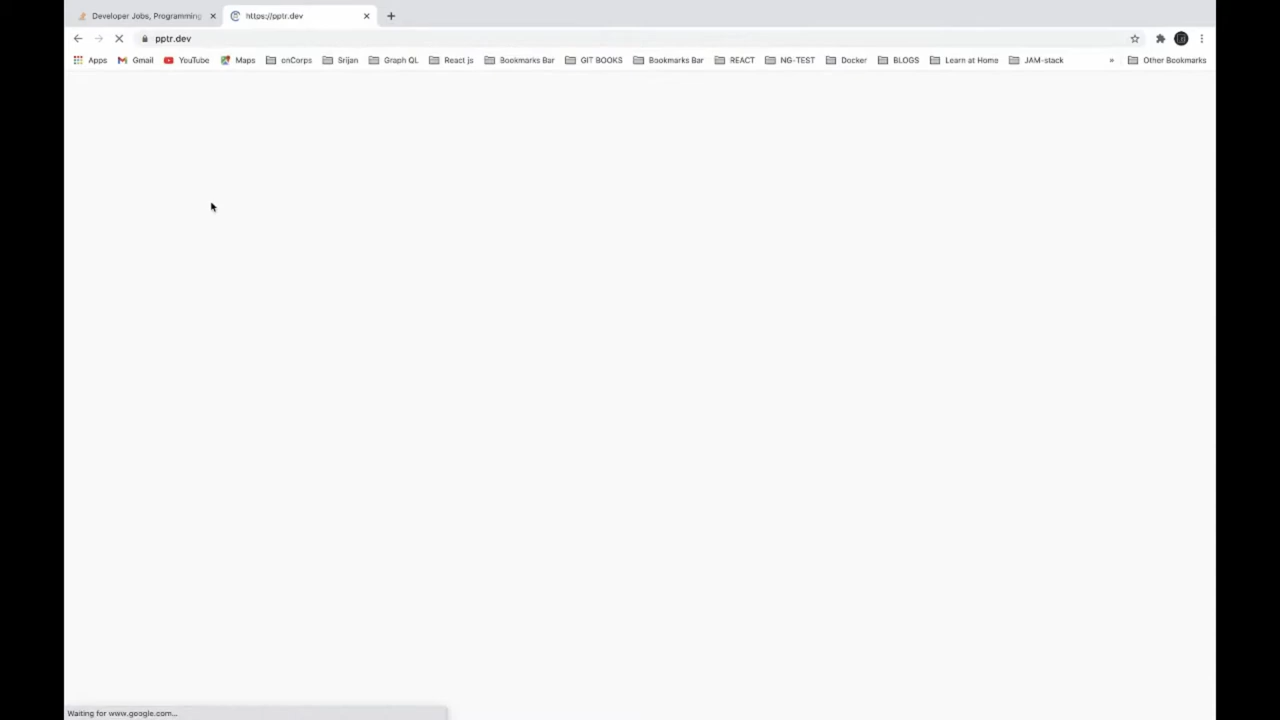 Developer Jobs, Programming
https://pptr.dev
pptr.dev
Apps Gmail YouTube Maps onCorps Srijan Graph QL React js Bookmarks Bar GIT BOOKS Bookmarks Bar REACT NG-TEST Docker BLOGS Learn at Home JAM-stack » Other Bookmarks
Waiting for www.google.com...